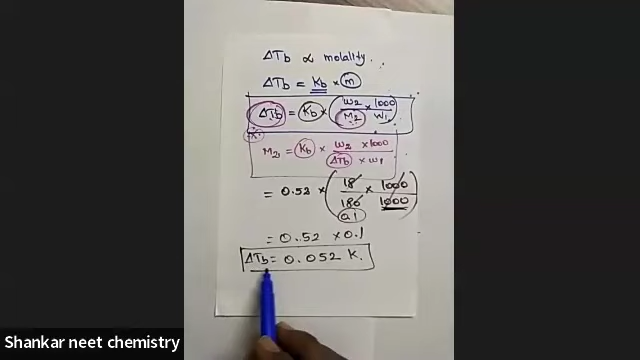 ΔTb ∝ molality.
ΔTb = Kb × m
ΔTb = Kb × W2/M2 × 1000/W1
M2 = Kb × W2 × 1000 / ΔTb × W1
= 0.52 × ( 18/180 × 1000/1000 )
0.1
= 0.52 × 0.1
ΔTb = 0.052 K.
Shankar neet chemistry